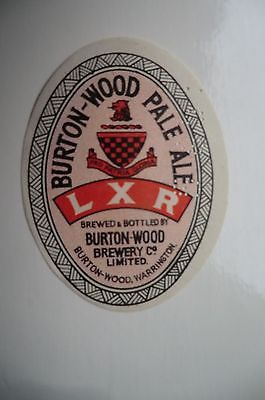 BURTON-WOOD PALE ALE
LXR
BREWED & BOTTLED BY
BURTON-WOOD
BREWERY CO
LIMITED.
BURTON-WOOD, WARRINGTON.